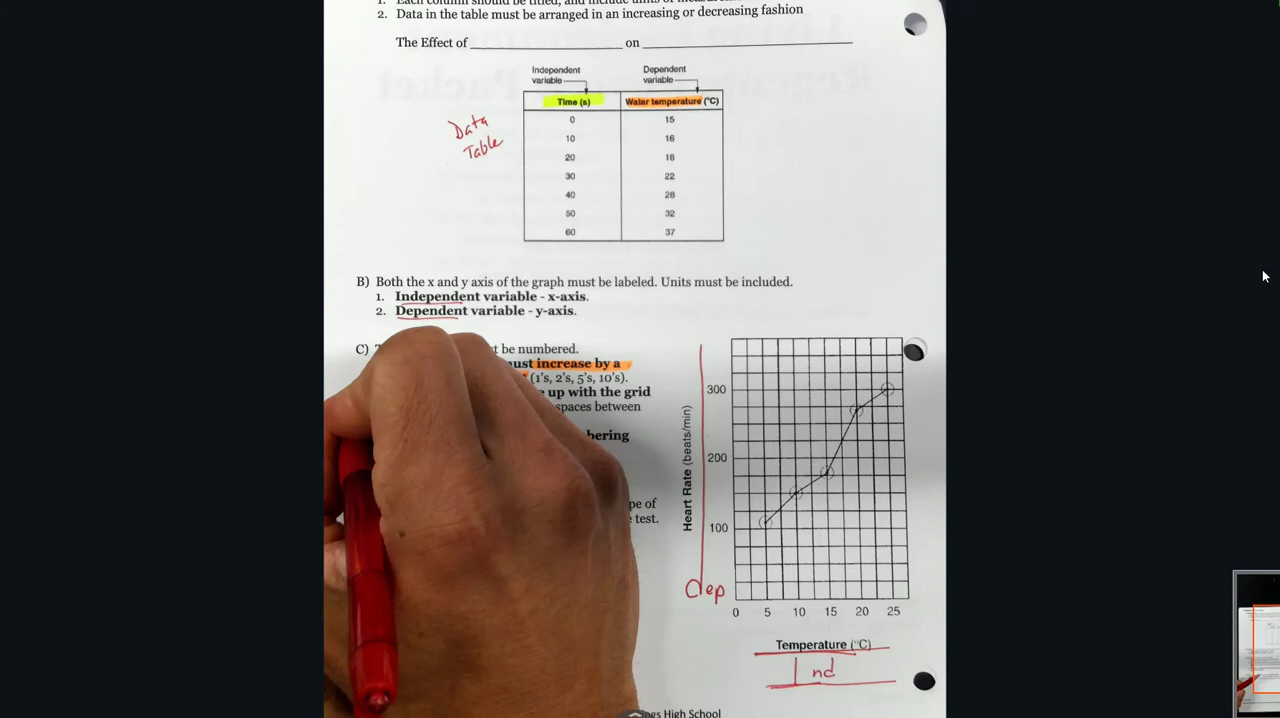 2. Data in the table must be arranged in an increasing or decreasing fashion
The Effect of ______ on ______
Independent variable
Dependent variable
Time (s) Water temperature (°C)
0 15
10 16
20 18
30 22
40 28
50 32
60 37
Data
Table
B) Both the x and y axis of the graph must be labeled. Units must be included.
1. Independent variable - x-axis.
2. Dependent variable - y-axis.
C) be numbered.
increase by a
(1's, 2's, 5's, 10's).
up with the grid
spaces between
of
test.
Heart Rate (beats/min)
300
200
100
Dep
0 5 10 15 20 25
Temperature (°C)
Ind
High School